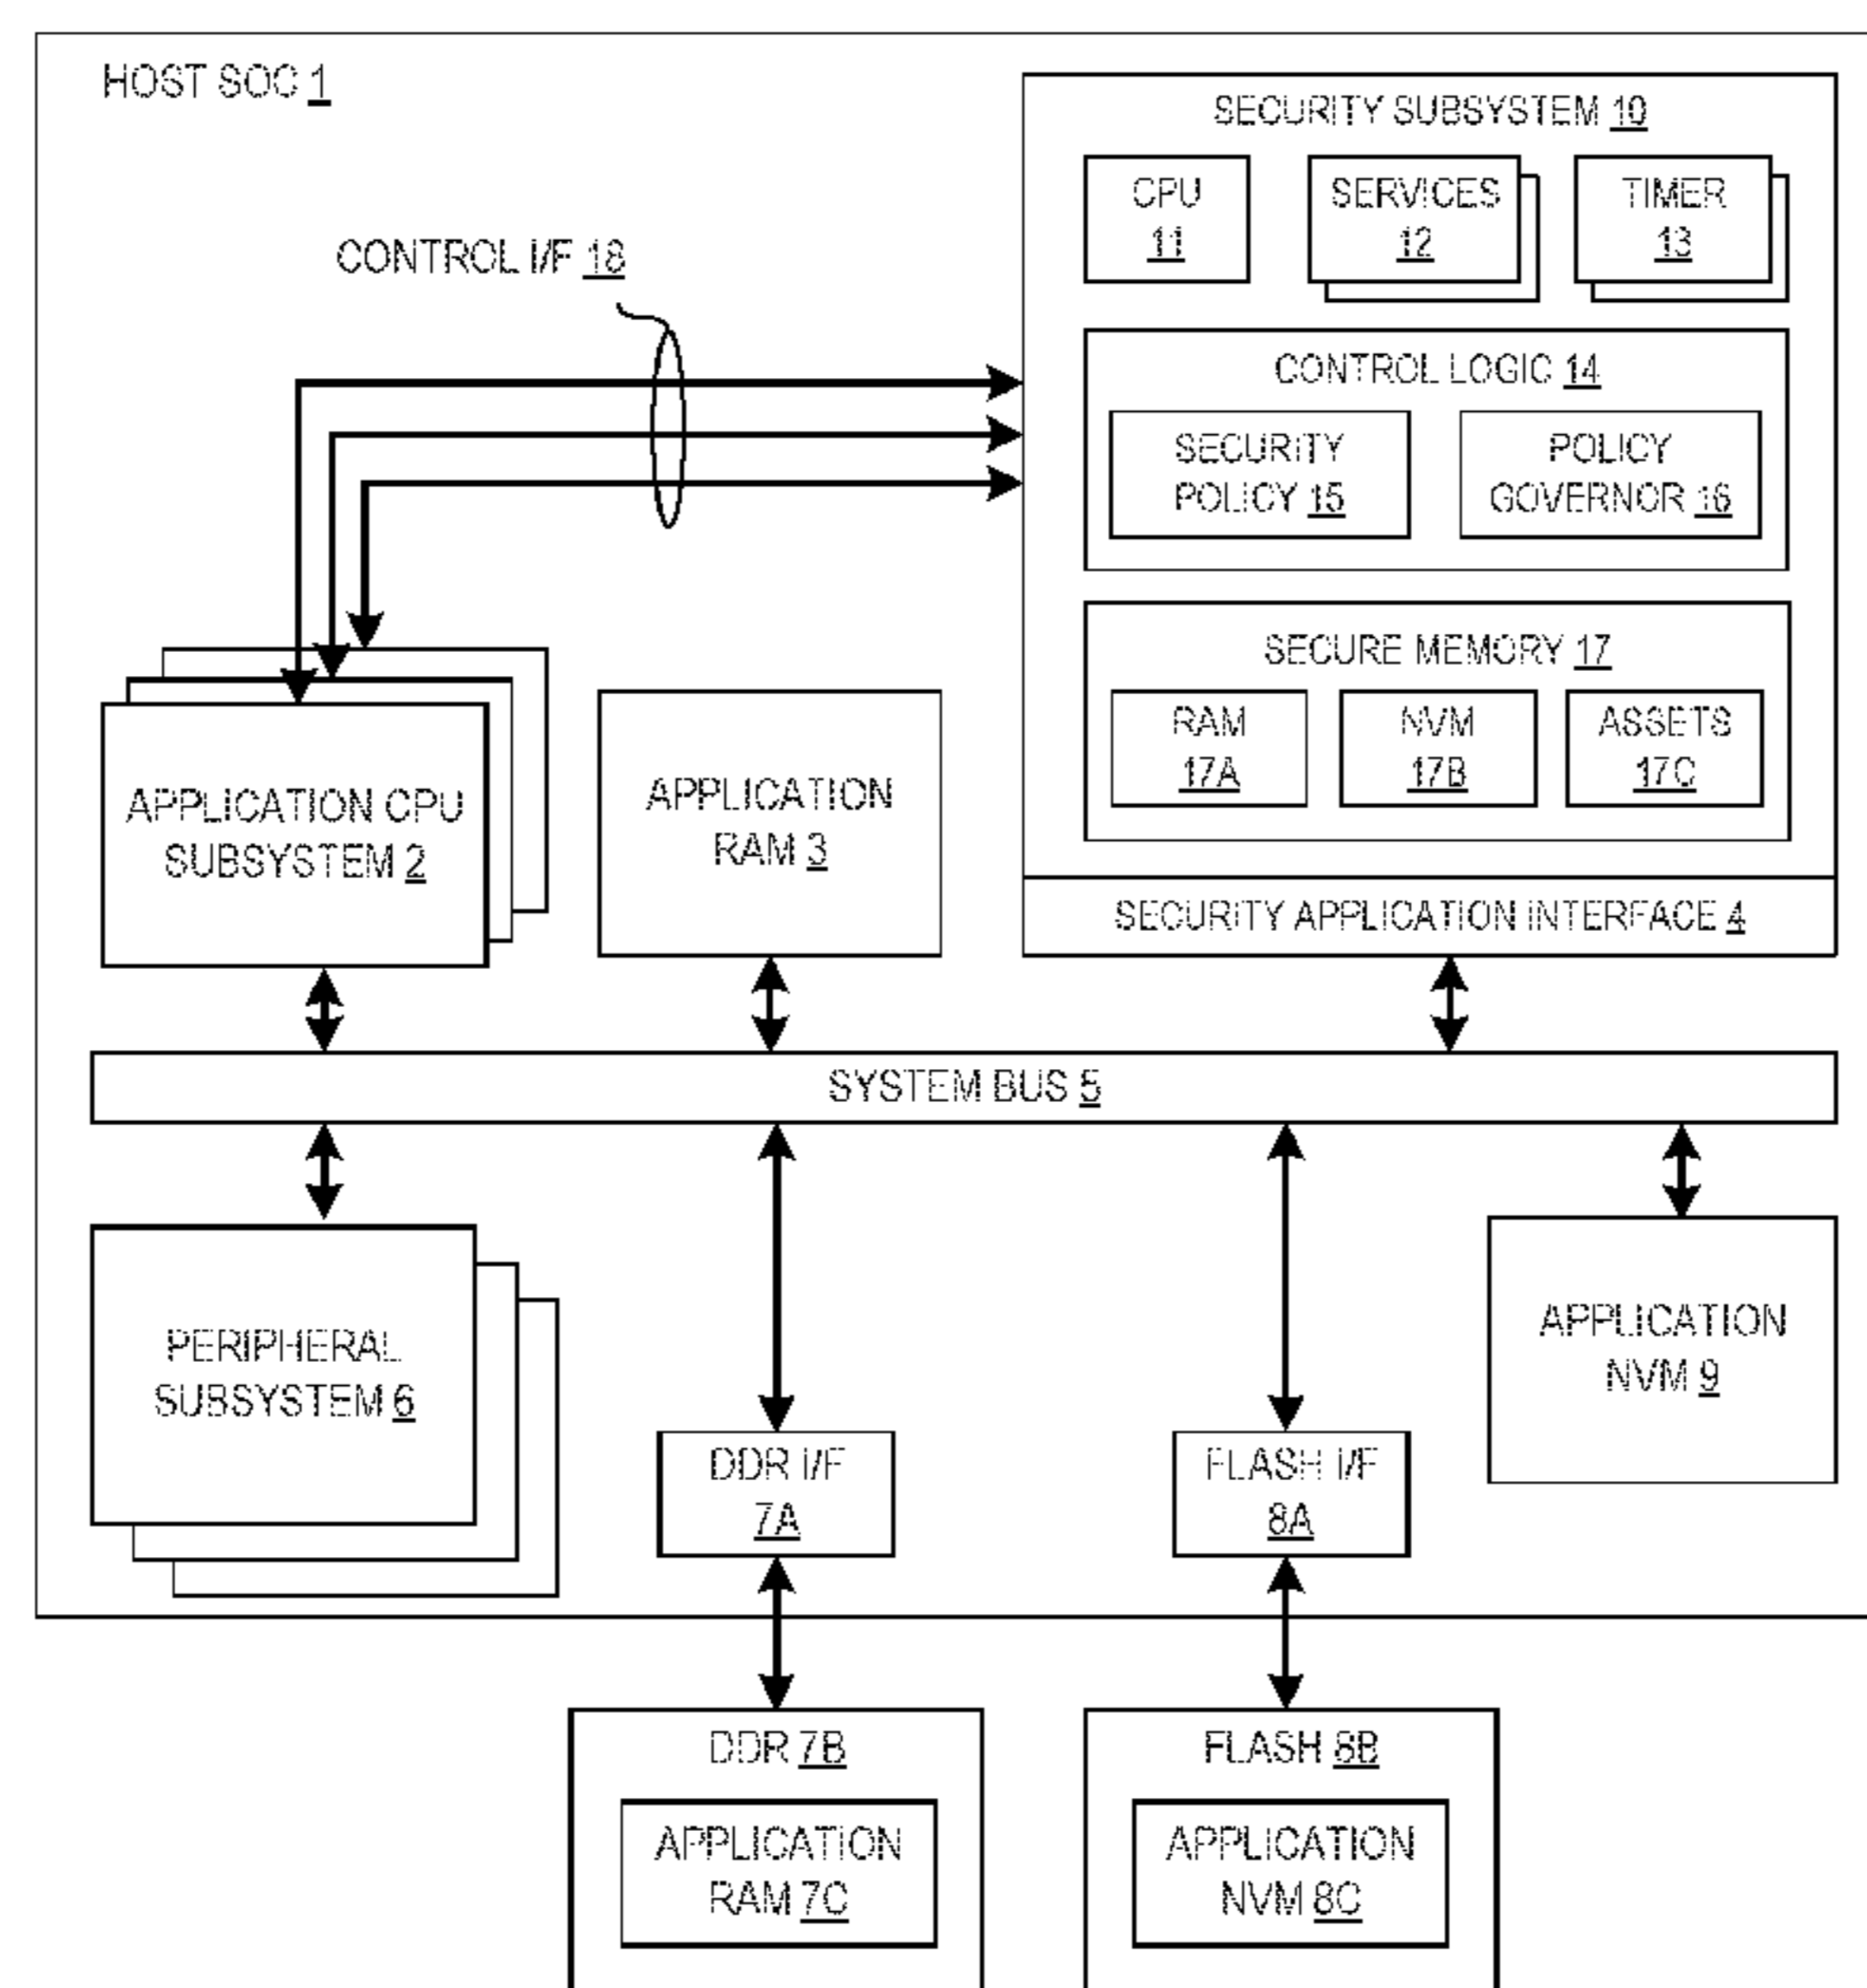 HOST SOC 1
SECURITY SUBSYSTEM 10
CPU
11
SERVICES
12
TIMER
13
CONTROL I/F 18
CONTROL LOGIC 14
SECURITY
POLICY 15
POLICY
GOVERNOR 16
SECURE MEMORY 17
RAM
17A
NVM
17B
ASSETS
17C
APPLICATION CPU
SUBSYSTEM 2
APPLICATION
RAM 3
SECURITY APPLICATION INTERFACE 4
SYSTEM BUS 5
PERIPHERAL
SUBSYSTEM 6
DDR I/F
7A
FLASH I/F
8A
APPLICATION
NVM 9
DDR 7B
APPLICATION
RAM 7C
FLASH 8B
APPLICATION
NVM 8C